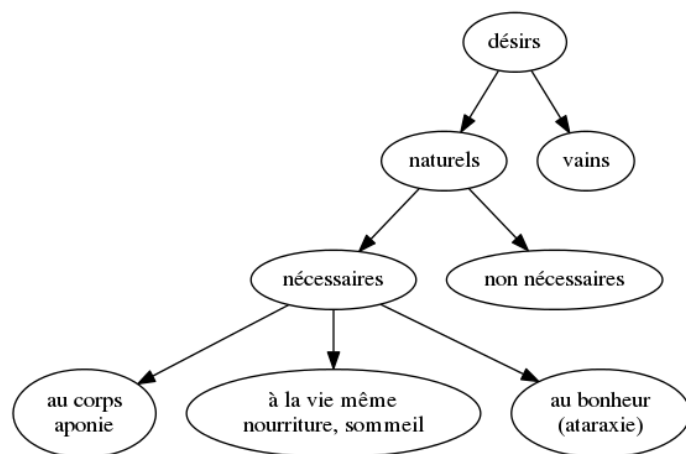 désirs
naturels
vains
nécessaires
non nécessaires
au corps
aponie
à la vie même
nourriture, sommeil
au bonheur
(ataraxie)